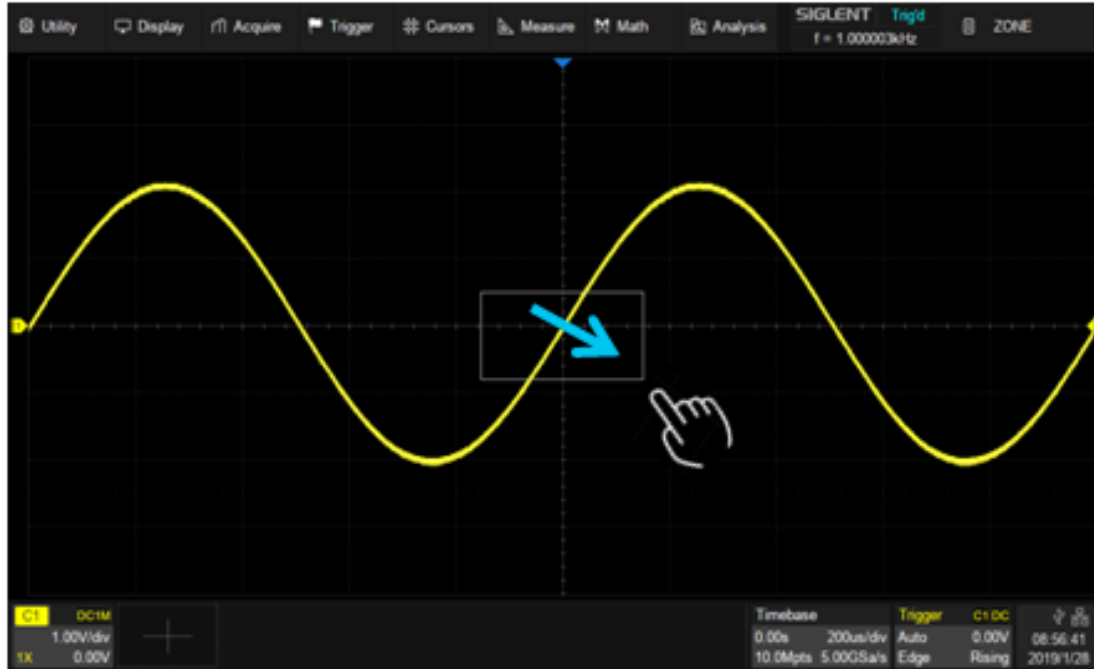 Utility Display Acquire Trigger Cursors Measure Math Analysis SIGLENT Trig'd ZONE
f = 1.000003kHz
C1 DC1M
1.00V/div
1X 0.00V
Timebase
0.00s 200us/div
10.0Mpts 5.00GSa/s
Trigger C1 DC
Auto 0.00V
Edge Rising
08:56:41
2019/1/28